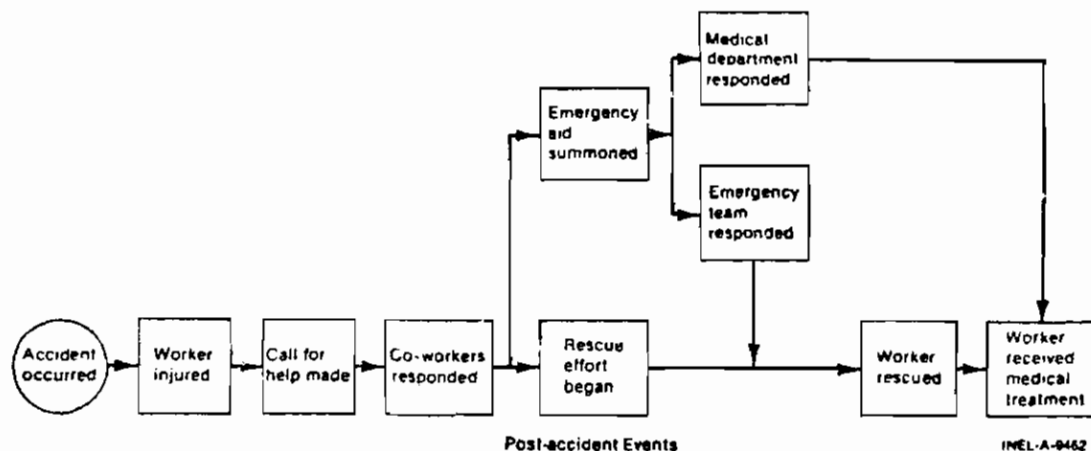 Medical
department
responded
Emergency
aid
summoned
Emergency
team
responded
Accident
occurred
Worker
injured
Call for
help made
Co-workers
responded
Rescue
effort
began
Worker
rescued
Worker
received
medical
treatment
Post-accident Events
INEL-A-9462